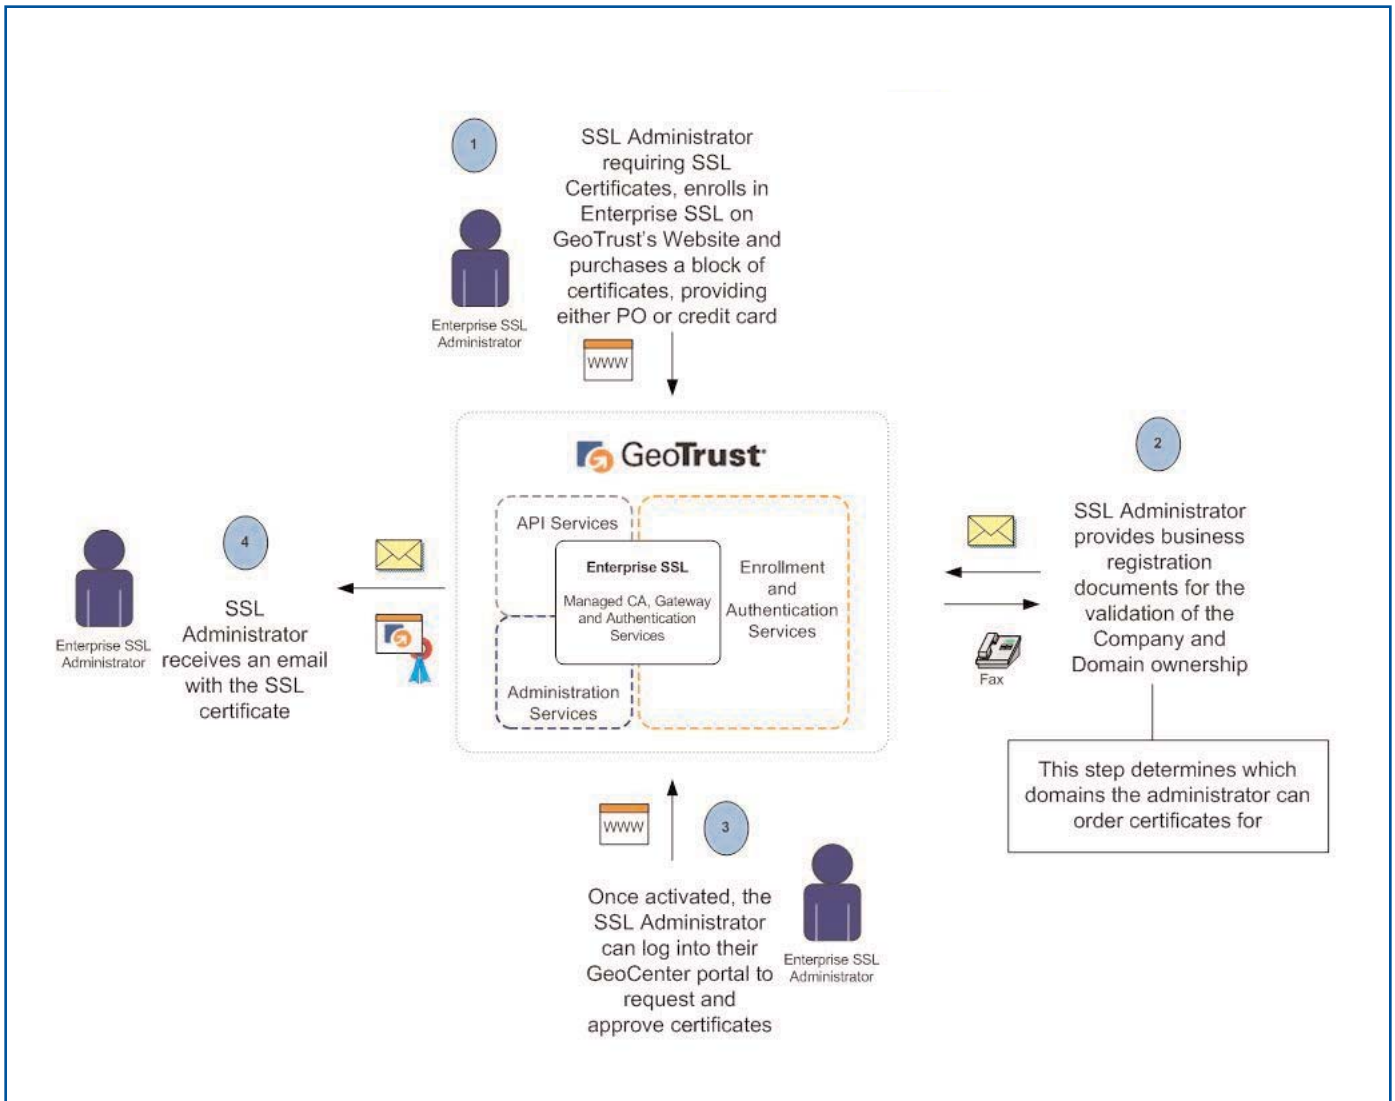 1
SSL Administrator
requiring SSL
Certificates, enrolls in
Enterprise SSL on
GeoTrust's Website and
purchases a block of
certificates, providing
either PO or credit card
Enterprise SSL
Administrator
WWW
GeoTrust
API Services
Enterprise SSL
Managed CA, Gateway
and Authentication
Services
Enrollment
and
Authentication
Services
Administration
Services
2
SSL Administrator
provides business
registration
documents for the
validation of the
Company and
Domain ownership
Fax
This step determines which
domains the administrator can
order certificates for
WWW
3
Once activated, the
SSL Administrator
can log into their
GeoCenter portal to
request and
approve certificates
Enterprise SSL
Administrator
4
SSL
Administrator
receives an email
with the SSL
certificate
Enterprise SSL
Administrator